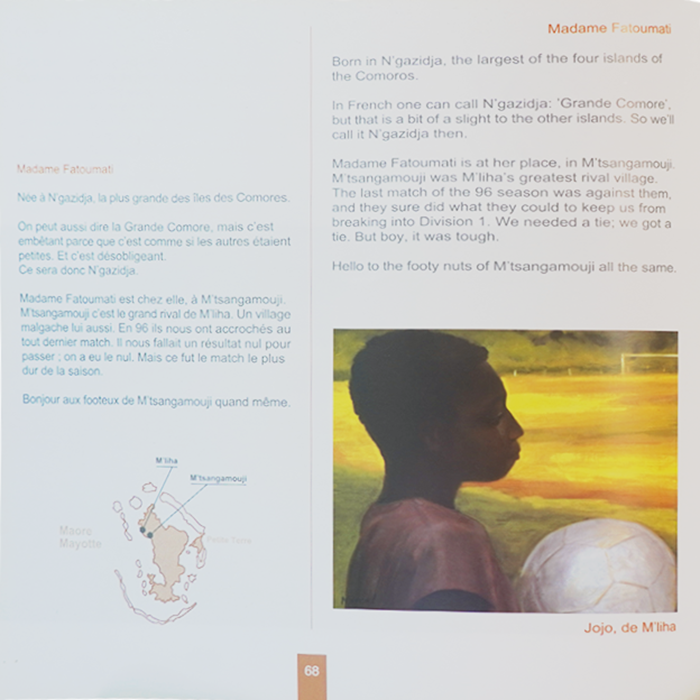 Madame Fatoumati
Née à N'gazidja, la plus grande des îles des Comores.
On peut aussi dire la Grande Comore, mais c'est
embêtant parce que c'est comme si les autres étaient
petites. Et c'est désobligeant.
Ce sera donc N'gazidja.
Madame Fatoumati est chez elle, à M'tsangamouji.
M'tsangamouji c'est le grand rival de M'liha. Un village
malgache lui aussi. En 96 ils nous ont accrochés au
tout dernier match. Il nous fallait un résultat nul pour
passer ; on a eu le nul. Mais ce fut le match le plus
dur de la saison.
Bonjour aux footeux de M'tsangamouji quand même.
M'liha
M'tsangamouji
Maore
Mayotte
Petite Terre
Madame Fatoumati
Born in N'gazidja, the largest of the four islands of
the Comoros.
In French one can call N'gazidja: 'Grande Comore',
but that is a bit of a slight to the other islands. So we'll
call it N'gazidja then.
Madame Fatoumati is at her place, in M'tsangamouji.
M'tsangamouji was M'liha's greatest rival village.
The last match of the 96 season was against them,
and they sure did what they could to keep us from
breaking into Division 1. We needed a tie; we got a
tie. But boy, it was tough.
Hello to the footy nuts of M'tsangamouji all the same.
Jojo, de M'liha
68